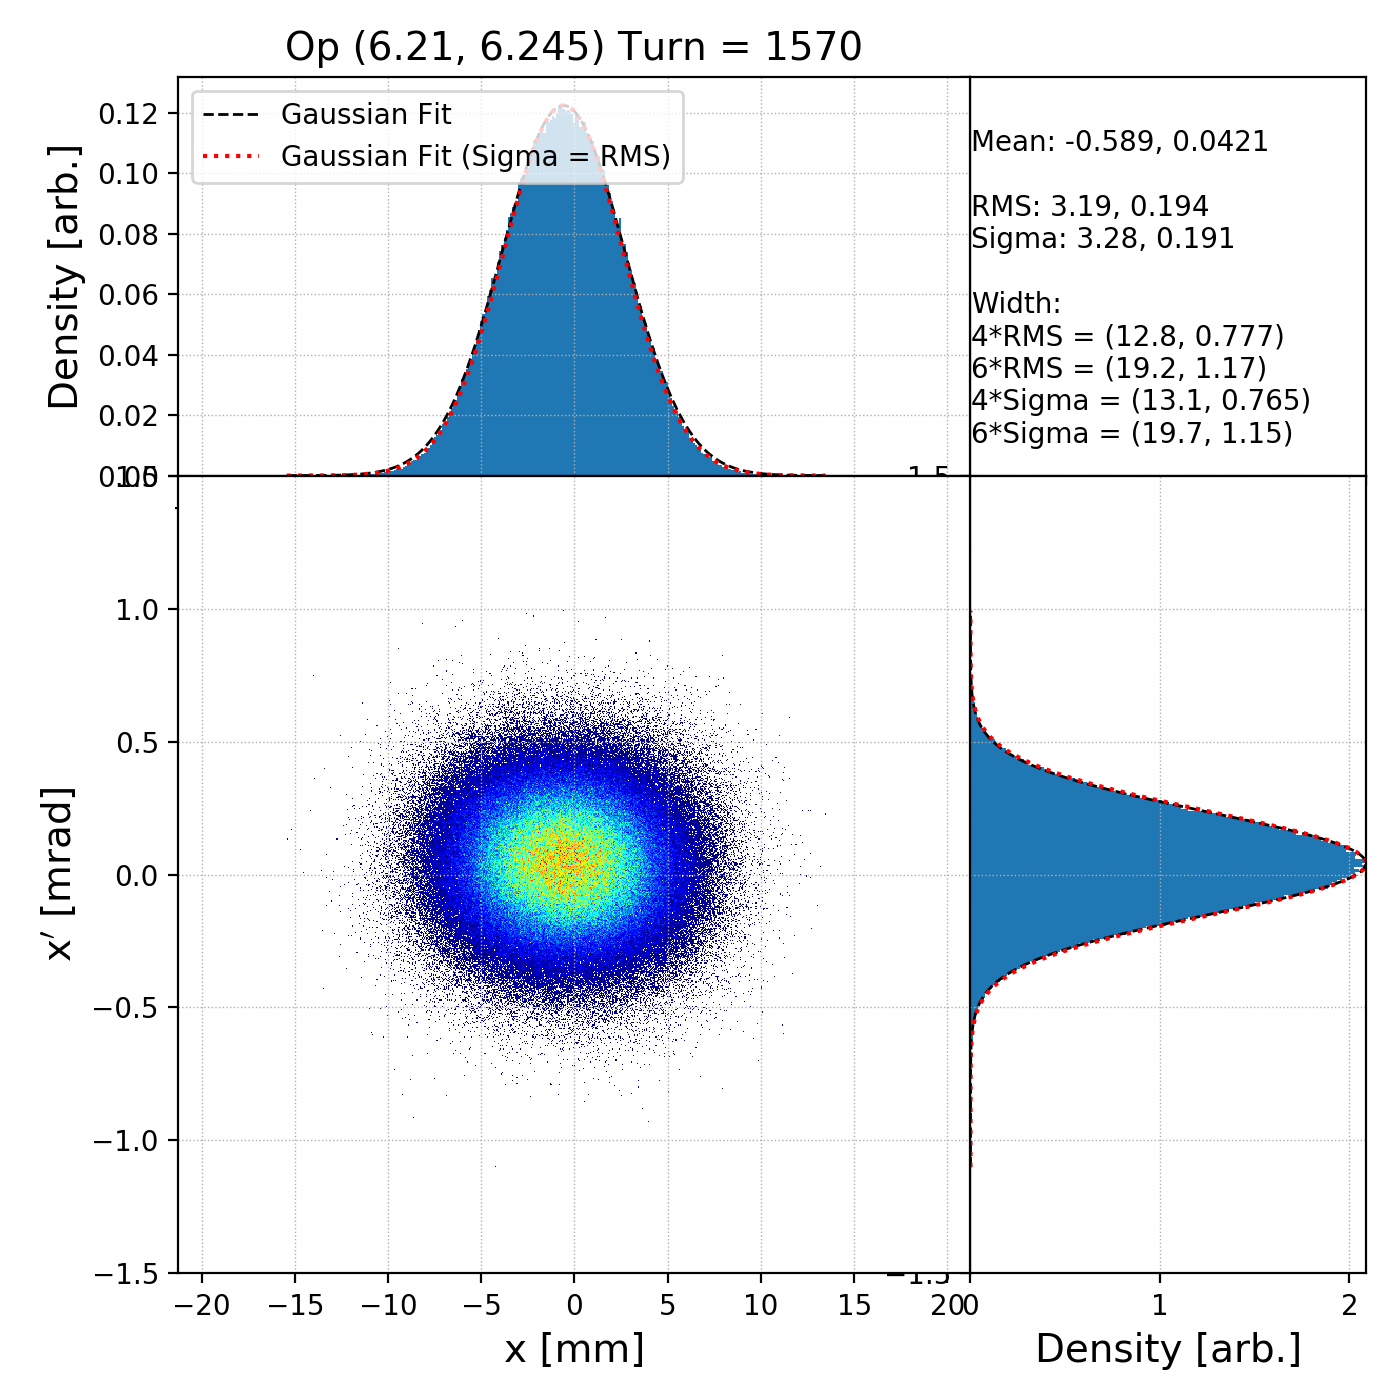 Op (6.21, 6.245) Turn = 1570
Gaussian Fit
Gaussian Fit (Sigma = RMS)
Density [arb.]
0.12
0.10
0.08
0.06
0.04
0.02
Mean: -0.589, 0.0421
RMS: 3.19, 0.194
Sigma: 3.28, 0.191
Width:
4*RMS = (12.8, 0.777)
6*RMS = (19.2, 1.17)
4*Sigma = (13.1, 0.765)
6*Sigma = (19.7, 1.15)
1.5
x′ [mrad]
1.0
0.5
0.0
−0.5
−1.0
−1.5
−20 −15 −10 −5 0 5 10 15 20
x [mm]
0 1 2
Density [arb.]